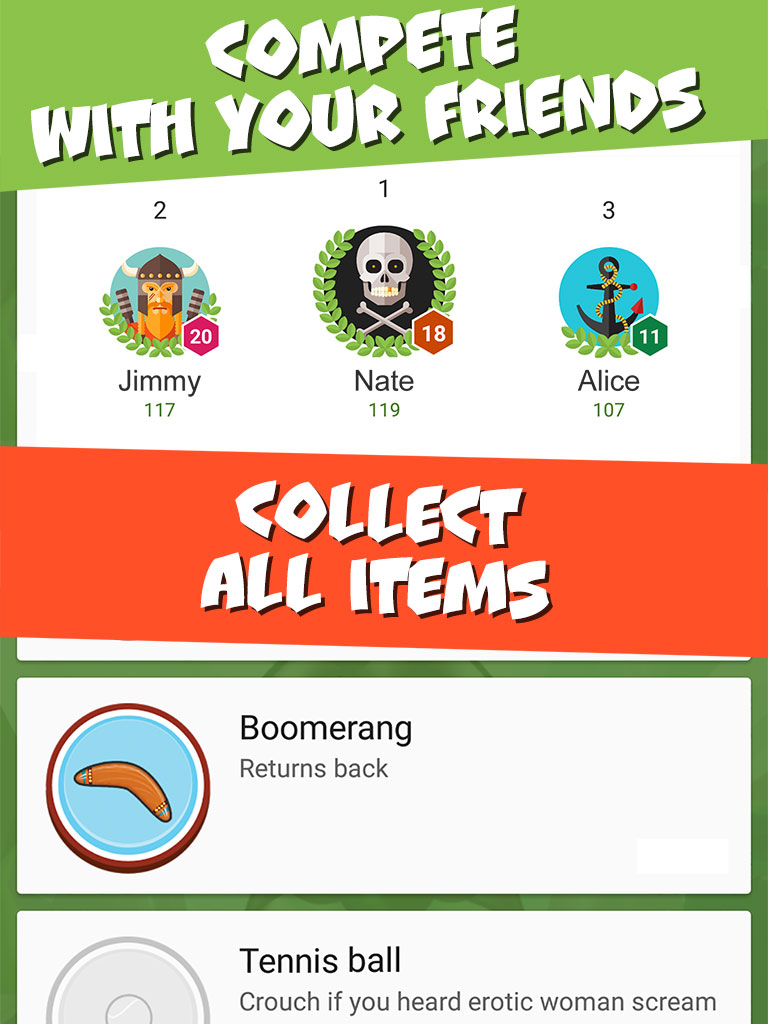 COMPETE
WITH YOUR FRIENDS
2
1
3
20
18
11
Jimmy
Nate
Alice
117
119
107
COLLECT
ALL ITEMS
Boomerang
Returns back
Tennis ball
Crouch if you heard erotic woman scream